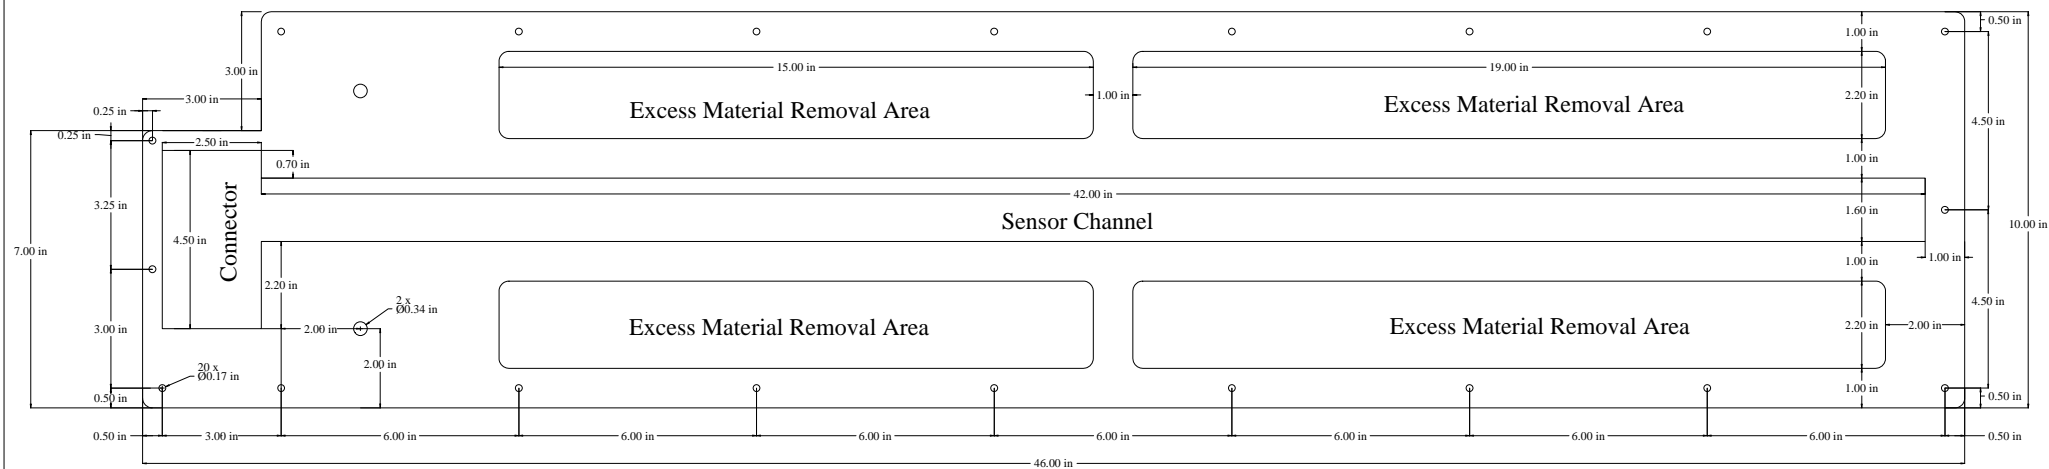 0.50 in
1.00 in
3.00 in
15.00 in
19.00 in
3.00 in
1.00 in
2.20 in
Excess Material Removal Area
Excess Material Removal Area
0.25 in
4.50 in
0.25 in
2.50 in
0.70 in
1.00 in
42.00 in
3.25 in
Connector
1.60 in
Sensor Channel
10.00 in
4.50 in
7.00 in
1.00 in
1.00 in
2.20 in
2 x
Ø0.34 in
4.50 in
3.00 in
2.00 in
Excess Material Removal Area
Excess Material Removal Area
2.20 in
2.00 in
2.00 in
20 x
Ø0.17 in
1.00 in
0.50 in
0.50 in
0.50 in
3.00 in
6.00 in
6.00 in
6.00 in
6.00 in
6.00 in
6.00 in
6.00 in
0.50 in
46.00 in